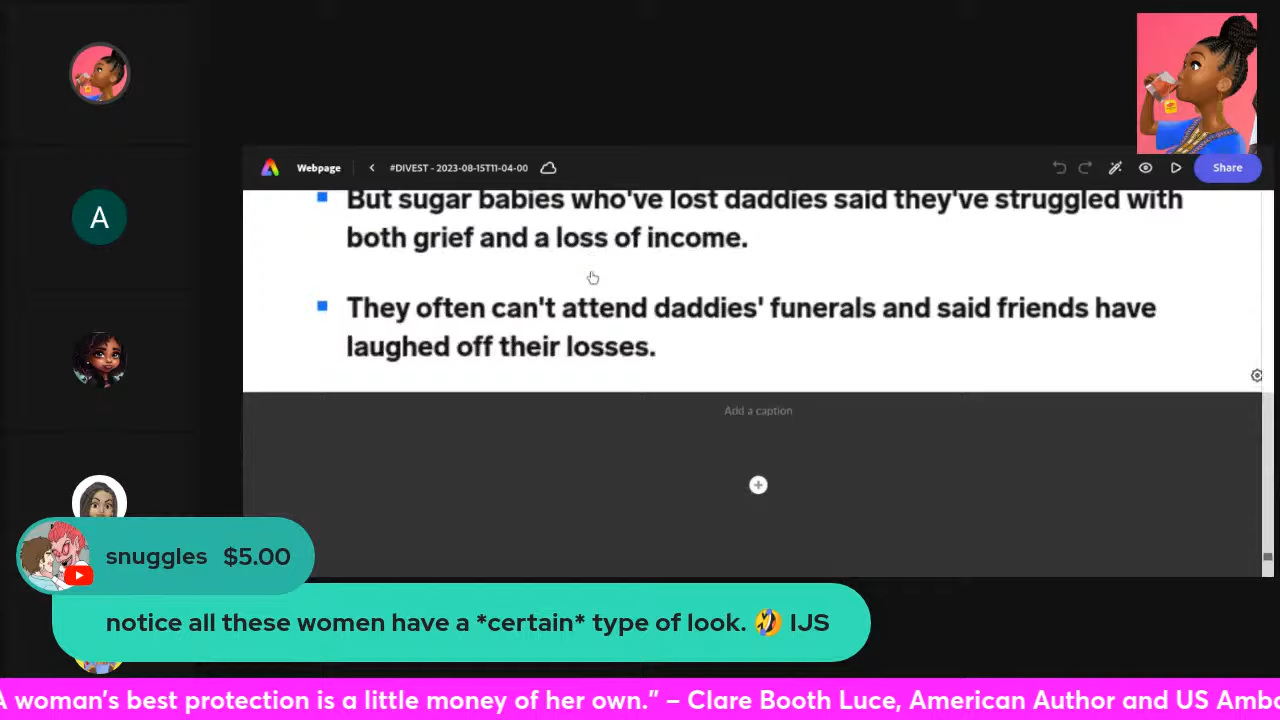 Webpage
#DIVEST - 2023-08-15T11-04-00
Share
But sugar babies who've lost daddies said they've struggled with
both grief and a loss of income.
They often can't attend daddies' funerals and said friends have
laughed off their losses.
Add a caption
A
snuggles $5.00
notice all these women have a *certain* type of look. 🤣 IJS
A woman's best protection is a little money of her own.” – Clare Booth Luce, American Author and US Amba